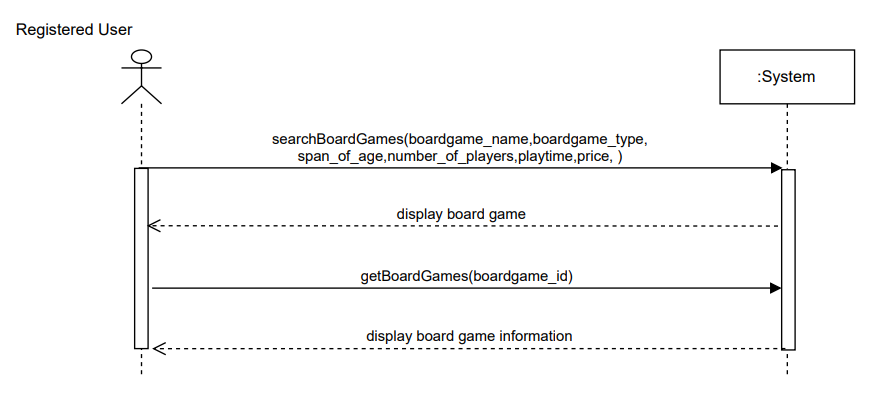 Registered User
:System
searchBoardGames(boardgame_name,boardgame_type,
span_of_age,number_of_players,playtime,price, )
display board game
getBoardGames(boardgame_id)
display board game information